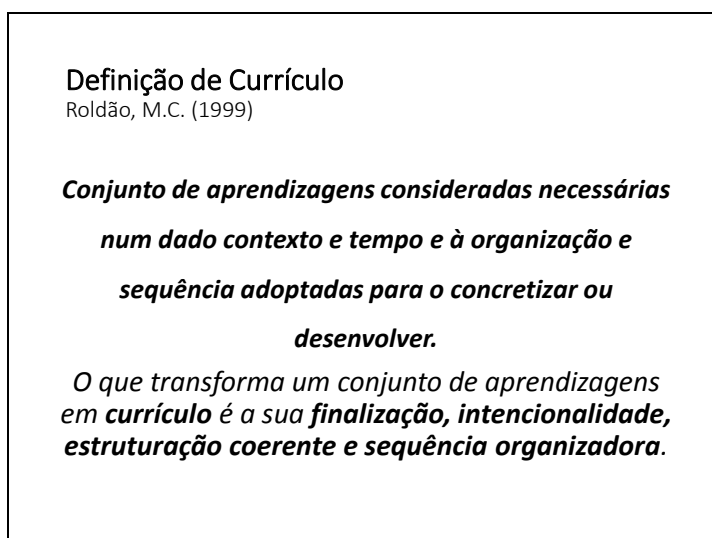 Definição de Currículo
Roldão, M.C. (1999)
Conjunto de aprendizagens consideradas necessárias
num dado contexto e tempo e à organização e
sequência adoptadas para o concretizar ou
desenvolver.
O que transforma um conjunto de aprendizagens
em currículo é a sua finalização, intencionalidade,
estruturação coerente e sequência organizadora.